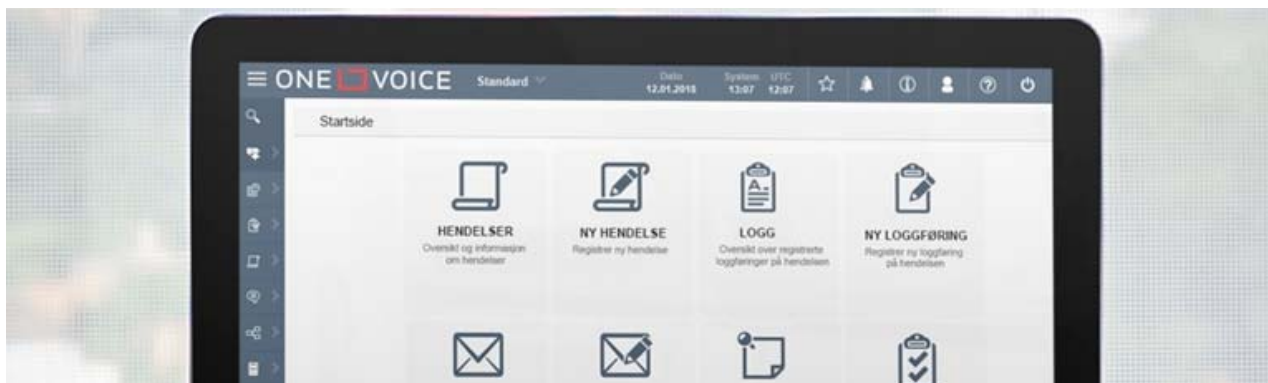 ONE VOICE
Standard
Dato
12.01.2018
System
13:07
UTC
12:07
Startside
HENDELSER
Oversikt og informasjon
om hendelser
NY HENDELSE
Registrer ny hendelse
LOGG
Oversikt over registrerte
loggføringer på hendelsen
NY LOGGFØRING
Registrer ny loggføring
på hendelsen